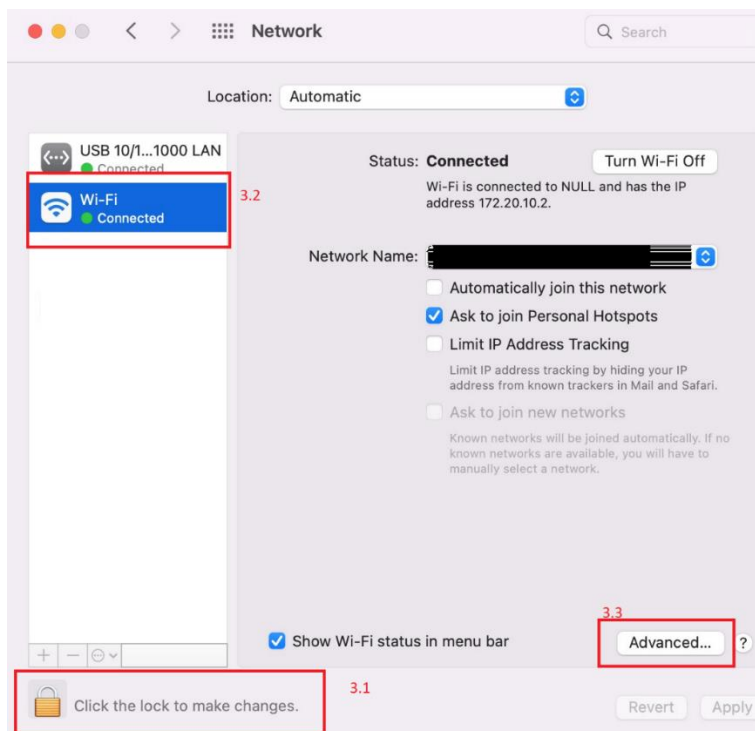 Network
Search
Location: Automatic
USB 10/1...1000 LAN
Connected
Wi-Fi
Connected
3.2
Status: Connected
Turn Wi-Fi Off
Wi-Fi is connected to NULL and has the IP
address 172.20.10.2.
Network Name:
Automatically join this network
Ask to join Personal Hotspots
Limit IP Address Tracking
Limit IP address tracking by hiding your IP
address from known trackers in Mail and Safari.
Ask to join new networks
Known networks will be joined automatically. If no
known networks are available, you will have to
manually select a network.
3.3
Show Wi-Fi status in menu bar
Advanced...
?
3.1
Click the lock to make changes.
Revert
Apply